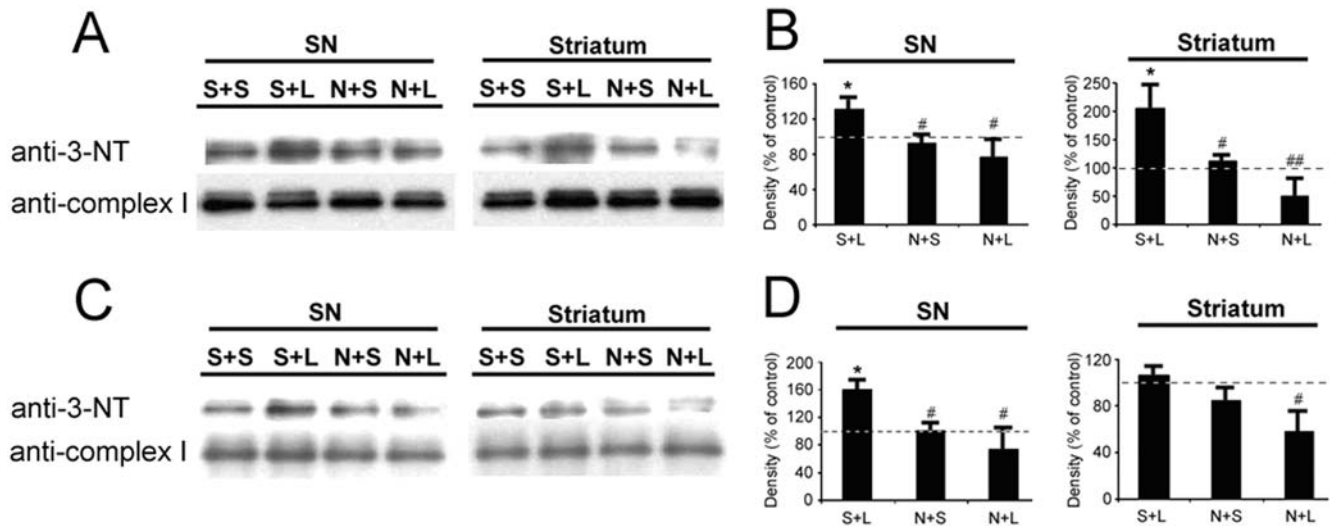 A
SN
Striatum
S+S S+L N+S N+L
S+S S+L N+S N+L
anti-3-NT
anti-complex I
B
SN
Density (% of control)
160
120
80
40
0
*
#
#
S+L N+S N+L
Striatum
Density (% of control)
250
200
150
100
50
0
*
#
##
S+L N+S N+L
C
SN
Striatum
S+S S+L N+S N+L
S+S S+L N+S N+L
anti-3-NT
anti-complex I
D
SN
Density (% of control)
200
160
120
80
40
0
*
#
#
S+L N+S N+L
Striatum
Density (% of control)
120
80
40
0
#
S+L N+S N+L